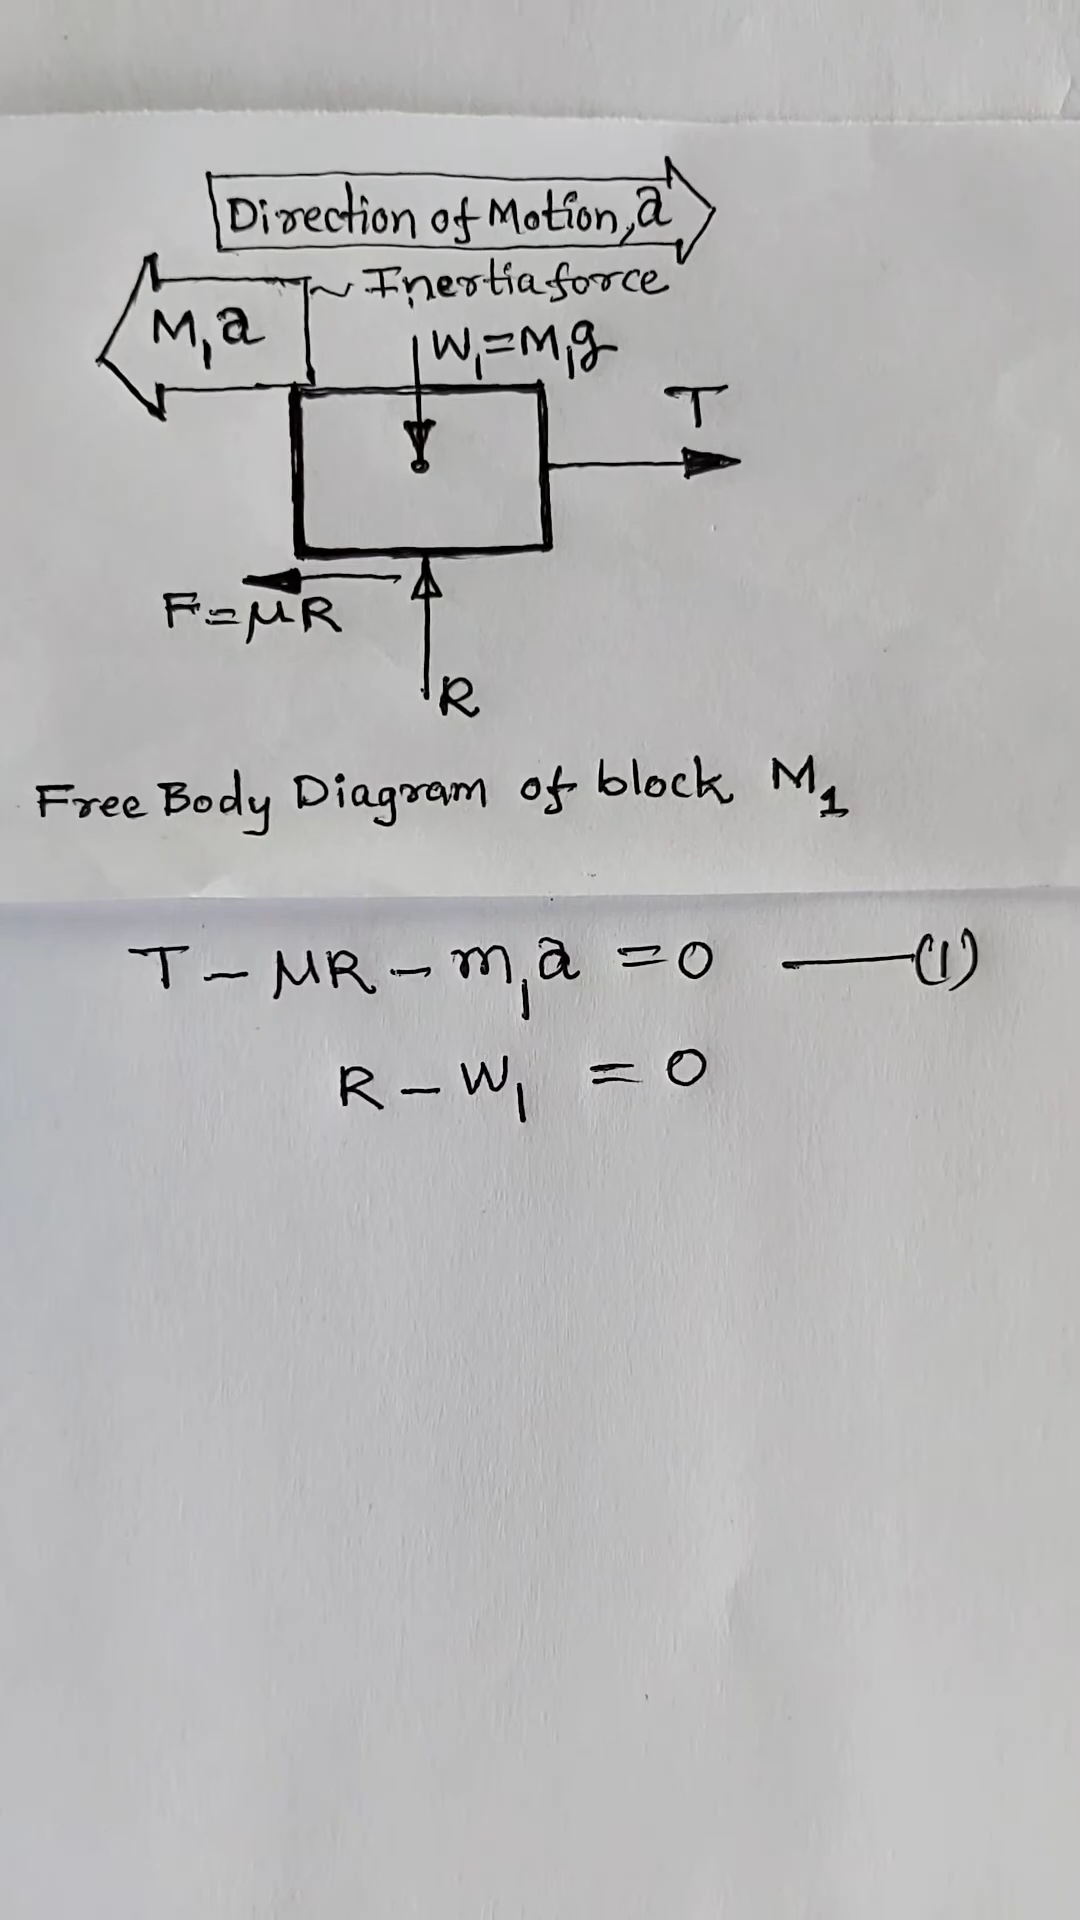 Direction of Motion, a
Inertia force
M₁a
W₁=M₁g
T
F=μR
R
Free Body Diagram of block M₁
T - μR - m₁a = 0 —(1)
R - W₁ = 0